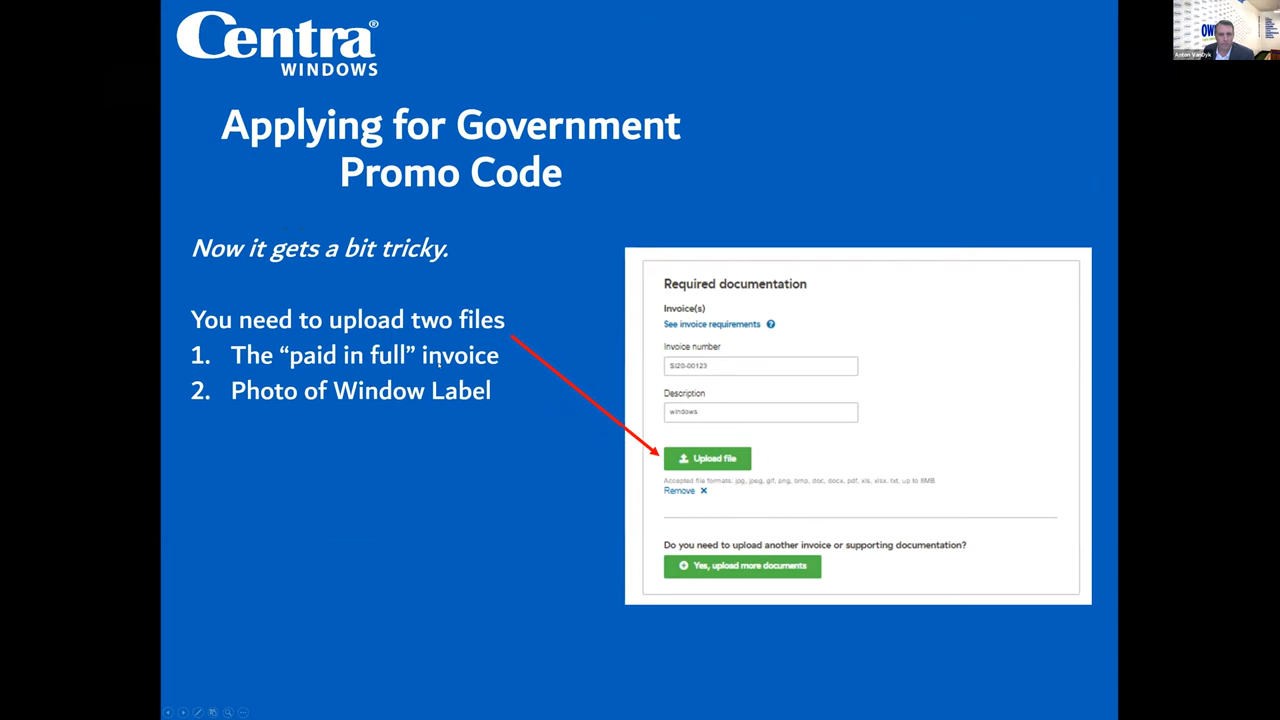 Centra®
WINDOWS
Applying for Government
Promo Code
Now it gets a bit tricky.
You need to upload two files
1. The “paid in full” invoice
2. Photo of Window Label
Required documentation
Invoice(s)
See invoice requirements ?
Invoice number
SI20-00123
Description
windows
Upload file
Accepted file formats: jpg, jpeg, gif, png, bmp, doc, docx, pdf, xls, xlsx, txt, up to 8MB
Remove ✕
Do you need to upload another invoice or supporting documentation?
Yes, upload more documents
Anton VanDyk